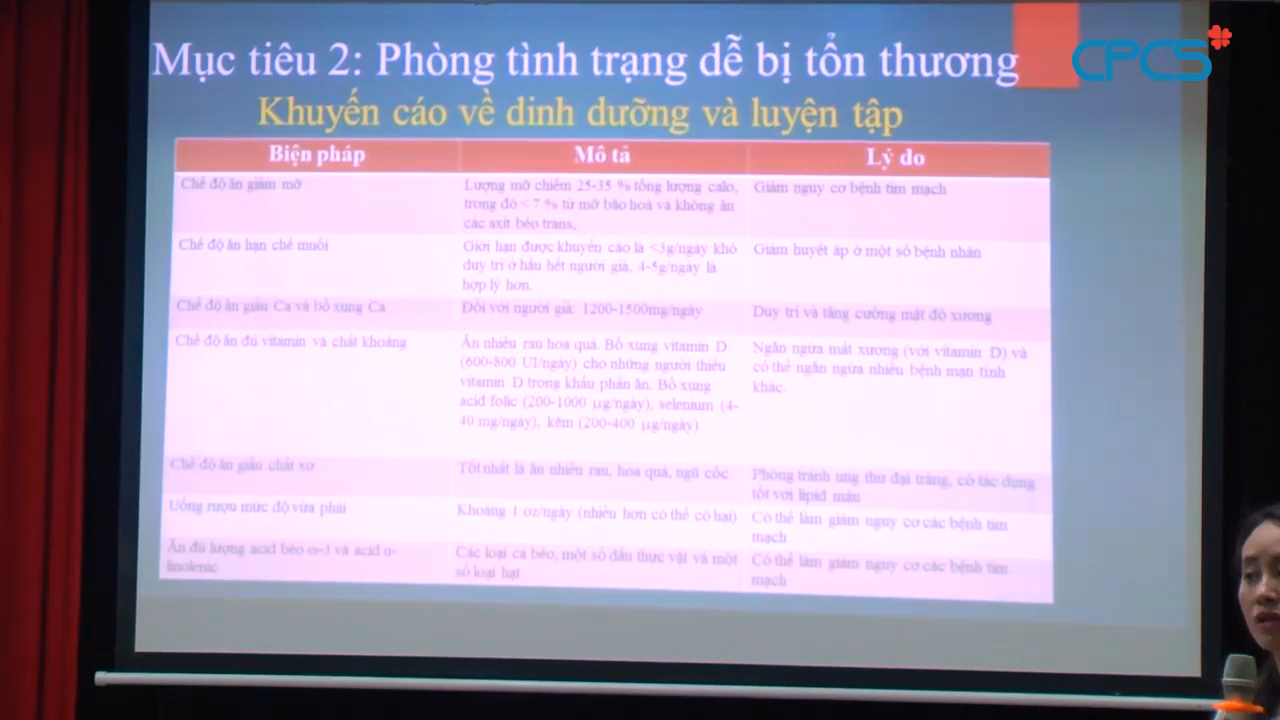 Mục tiêu 2: Phòng tình trạng dễ bị tổn thương
CPCS
Khuyến cáo về dinh dưỡng và luyện tập
Biện pháp
Mô tả
Lý do
Chế độ ăn giảm mỡ
Lượng mỡ chiếm 25-35 % tổng lượng calo,
trong đó < 7 % từ mỡ bão hoà và không ăn
các axit béo trans,
Giảm nguy cơ bệnh tim mạch
Chế độ ăn hạn chế muối
Giới hạn được khuyến cáo là <3g/ngày khó
duy trì ở hầu hết người già, 4-5g/ngày là
hợp lý hơn.
Giảm huyết áp ở một số bệnh nhân
Chế độ ăn giàu Ca và bổ xung Ca
Đối với người già: 1200-1500mg/ngày
Duy trì và tăng cường mật độ xương
Chế độ ăn đủ vitamin và chất khoáng
Ăn nhiều rau hoa quả. Bổ xung vitamin D
(600-800 UI/ngày) cho những người thiếu
vitamin D trong khẩu phần ăn. Bổ xung
acid folic (200-1000 µg/ngày), selenium (4-
40 mg/ngày), kẽm (200-400 µg/ngày)
Ngăn ngừa mất xương (với vitamin D) và
có thể ngăn ngừa nhiều bệnh mạn tính
khác.
Chế độ ăn giầu chất xơ
Tốt nhất là ăn nhiều rau, hoa quả, ngũ cốc
Phòng tránh ung thư đại tràng, có tác dụng
tốt với lipid máu
Uống rượu mức độ vừa phải
Khoảng 1 oz/ngày (nhiều hơn có thể có hại)
Có thể làm giảm nguy cơ các bệnh tim
mạch
Ăn đủ lượng acid béo ω-3 và acid α-
linolenic
Các loại cá béo, một số dầu thực vật và một
số loại hạt
Có thể làm giảm nguy cơ các bệnh tim
mạch